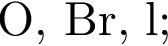 O, Br, l;